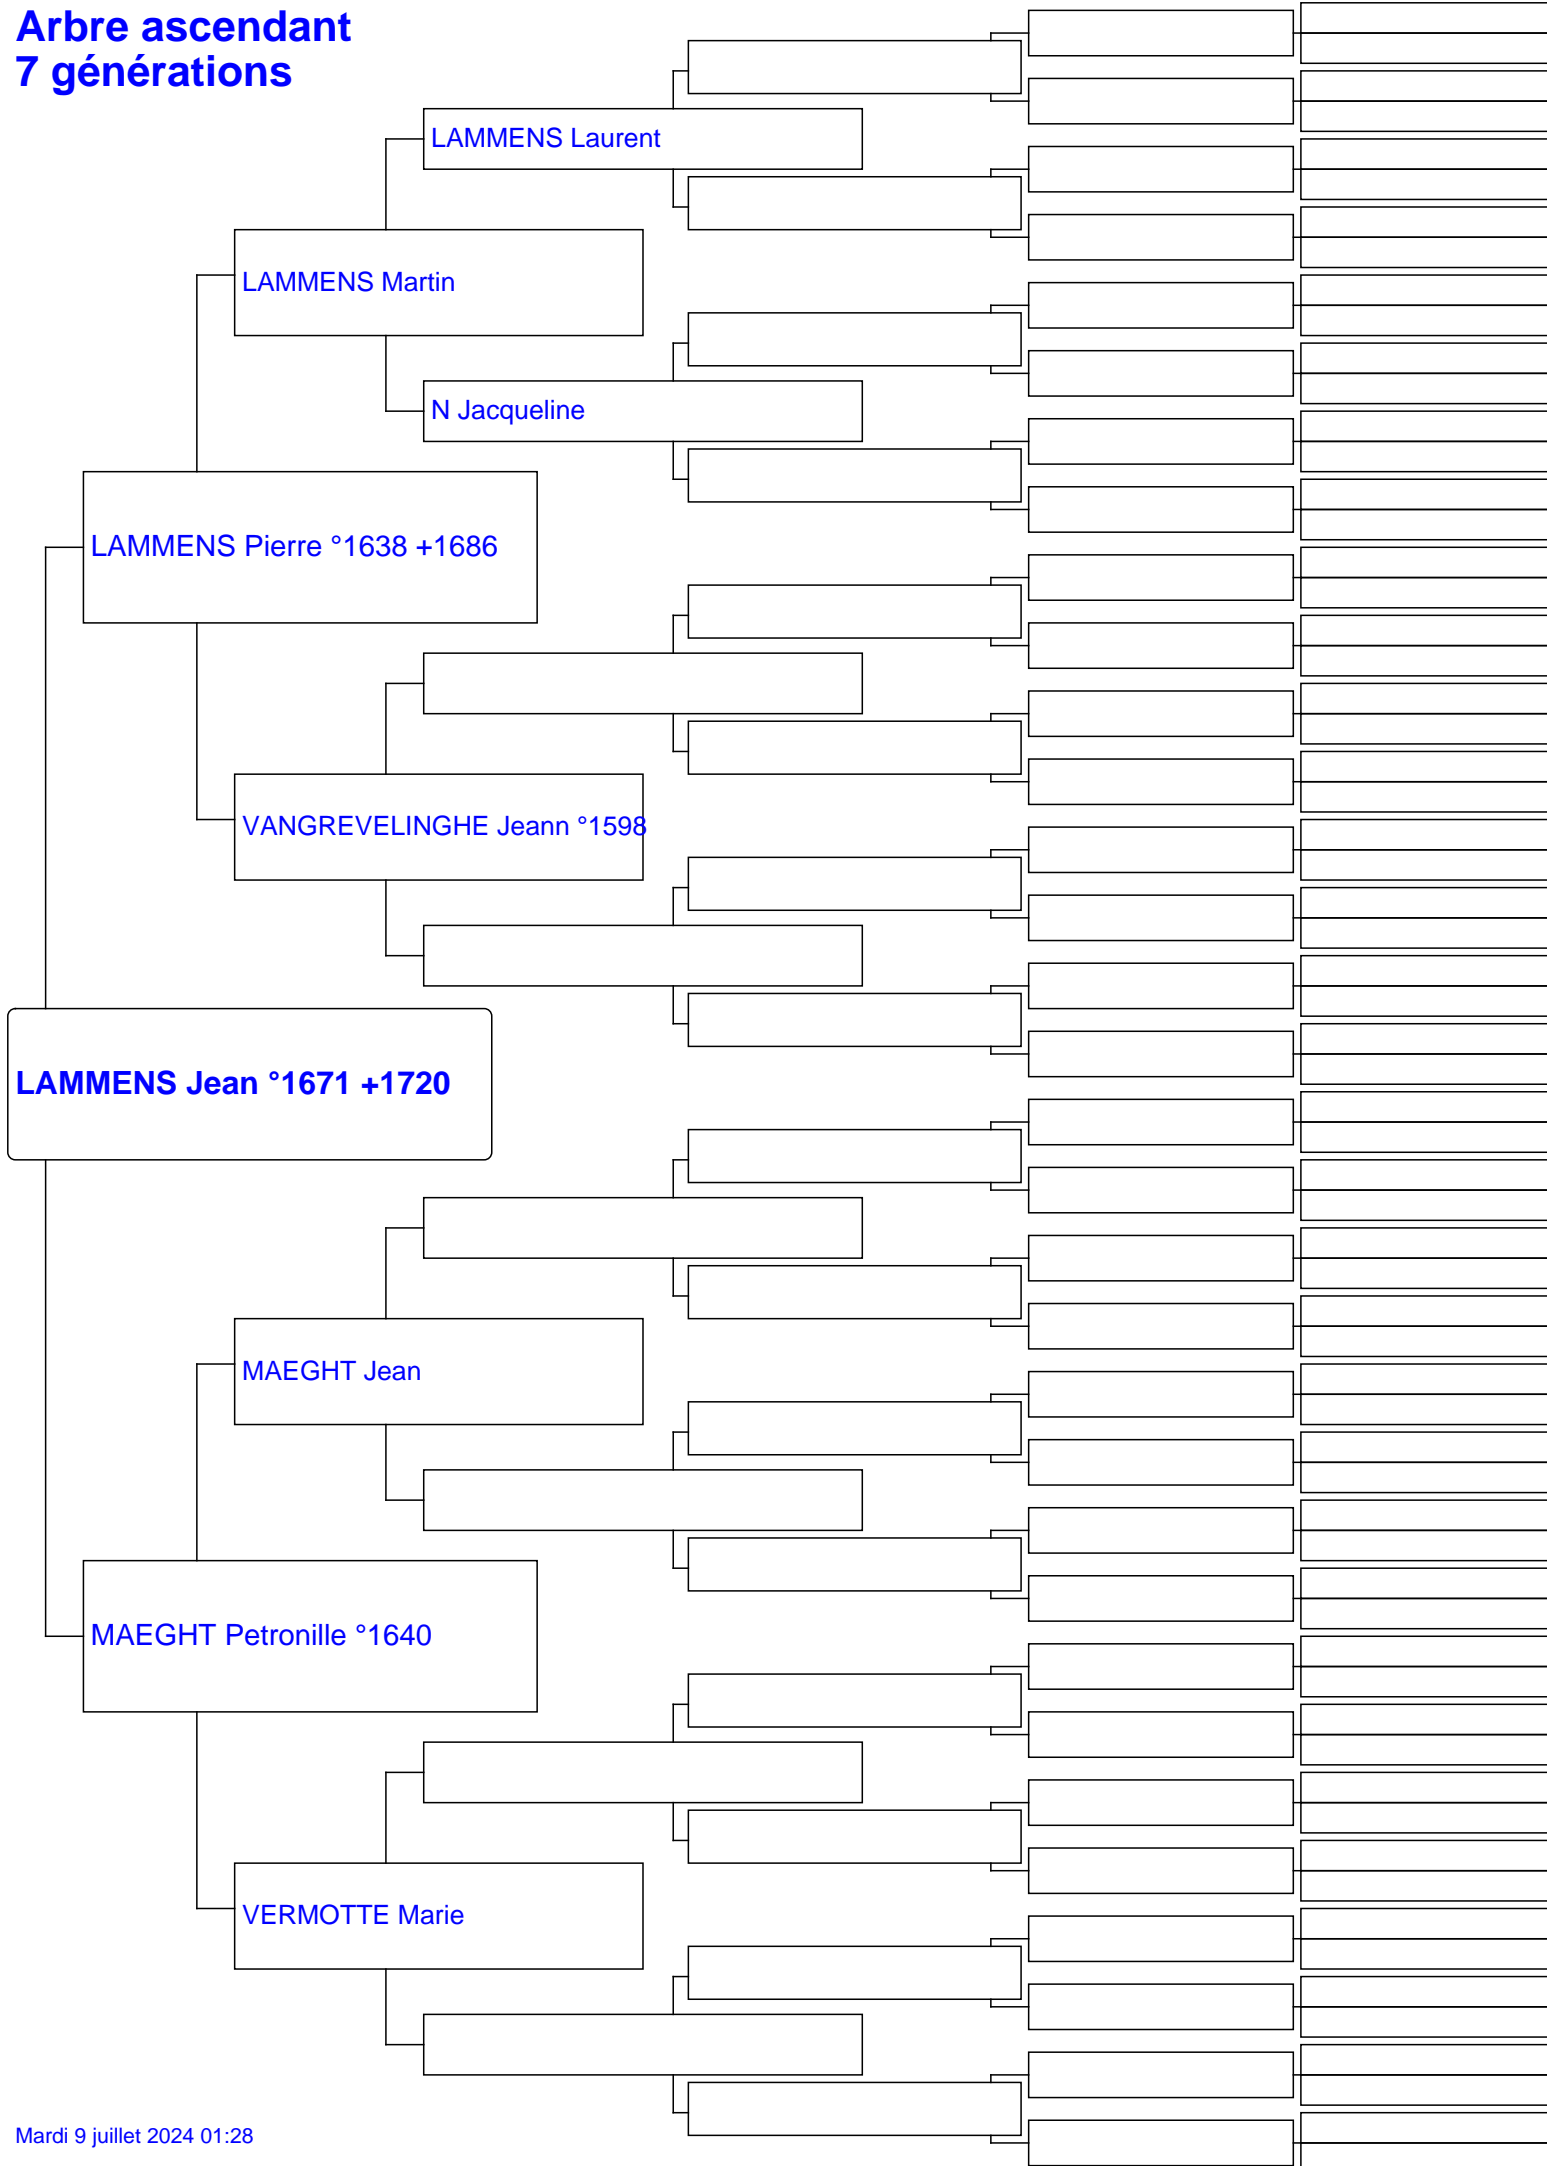 Arbre ascendant
7 générations
LAMMENS Laurent
LAMMENS Martin
N Jacqueline
LAMMENS Pierre °1638 +1686
VANGREVELINGHE Jeann °1598
LAMMENS Jean °1671 +1720
MAEGHT Jean
MAEGHT Petronille °1640
VERMOTTE Marie
Mardi 9 juillet 2024 01:28